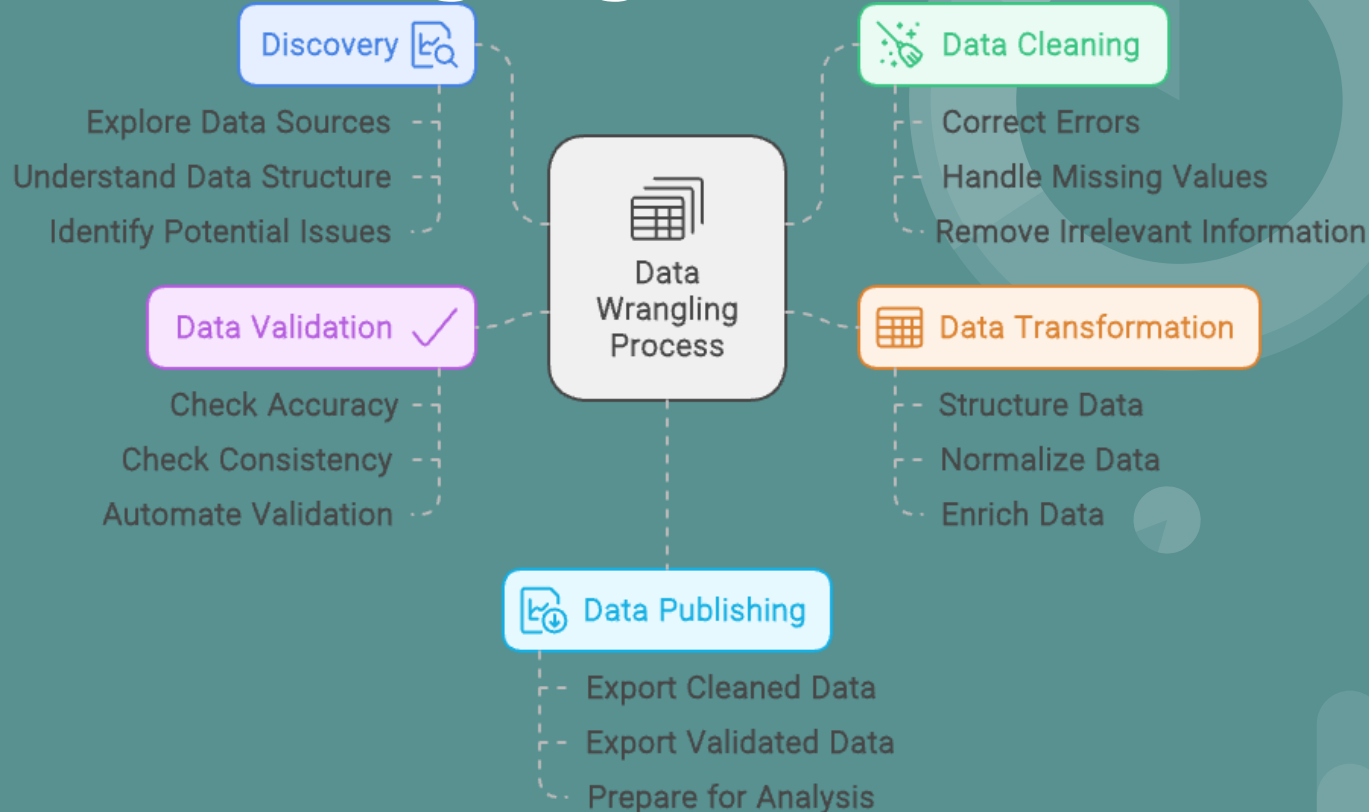 Discovery
Explore Data Sources
Understand Data Structure
Identify Potential Issues
Data Cleaning
Correct Errors
Handle Missing Values
Remove Irrelevant Information
Data
Wrangling
Process
Data Validation
Check Accuracy
Check Consistency
Automate Validation
Data Transformation
Structure Data
Normalize Data
Enrich Data
Data Publishing
Export Cleaned Data
Export Validated Data
Prepare for Analysis